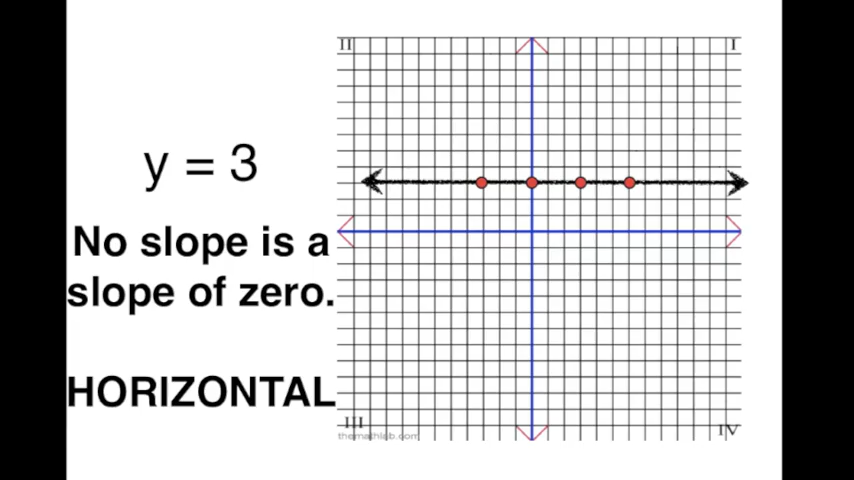 II
I
y = 3
No slope is a
slope of zero.
HORIZONTAL
III
IV
themathlab.com